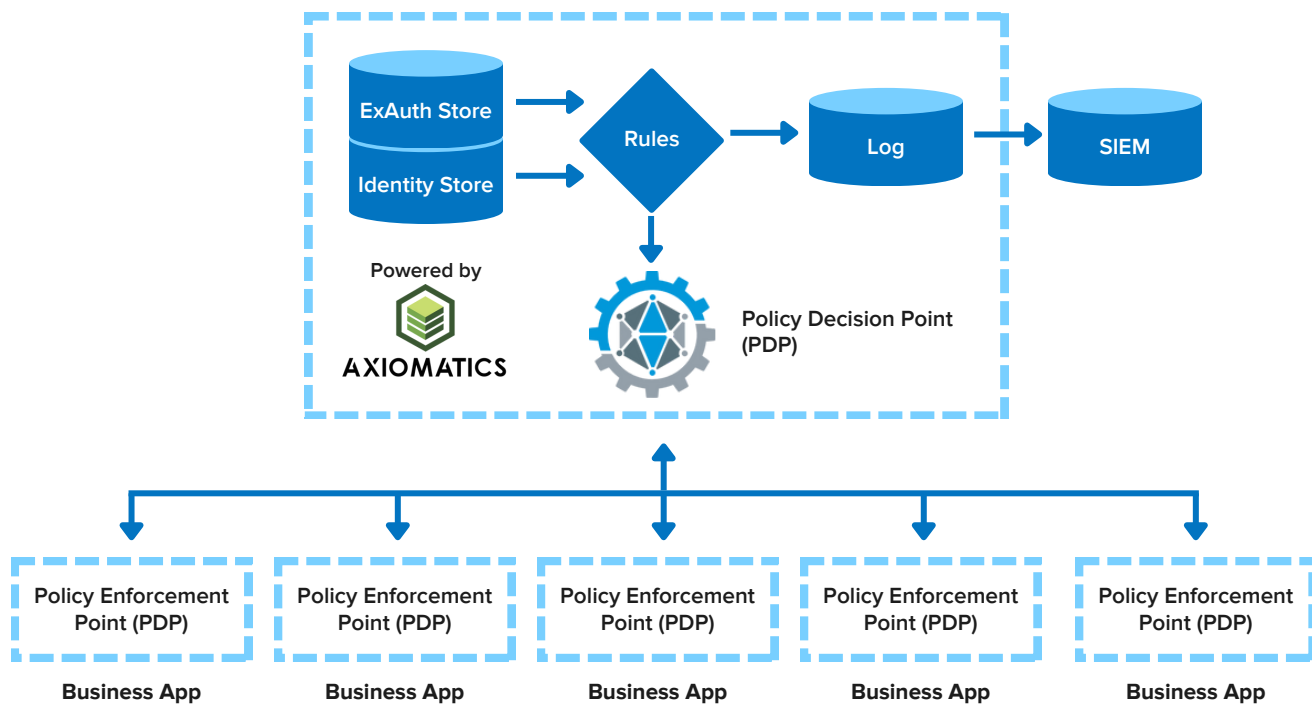 ExAuth Store
Identity Store
Rules
Log
SIEM
Powered by
AXIOMATICS
Policy Decision Point
(PDP)
Policy Enforcement
Point (PDP)
Business App
Policy Enforcement
Point (PDP)
Business App
Policy Enforcement
Point (PDP)
Business App
Policy Enforcement
Point (PDP)
Business App
Policy Enforcement
Point (PDP)
Business App